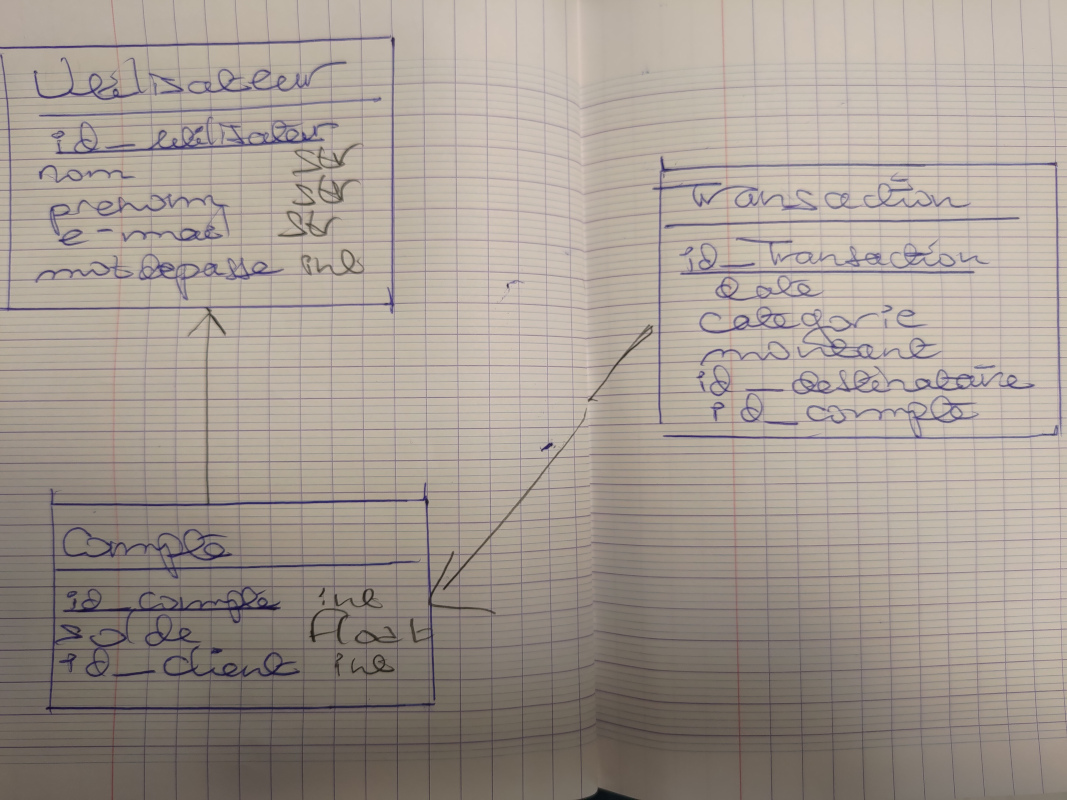 Utilisateur
id_utilisateur
nom str
prenom str
e-mail str
motdepasse int
Compte
id_compte int
solde float
id_client int
Transaction
id_Transaction
date
categorie
montant
id_destinataire
id_compte